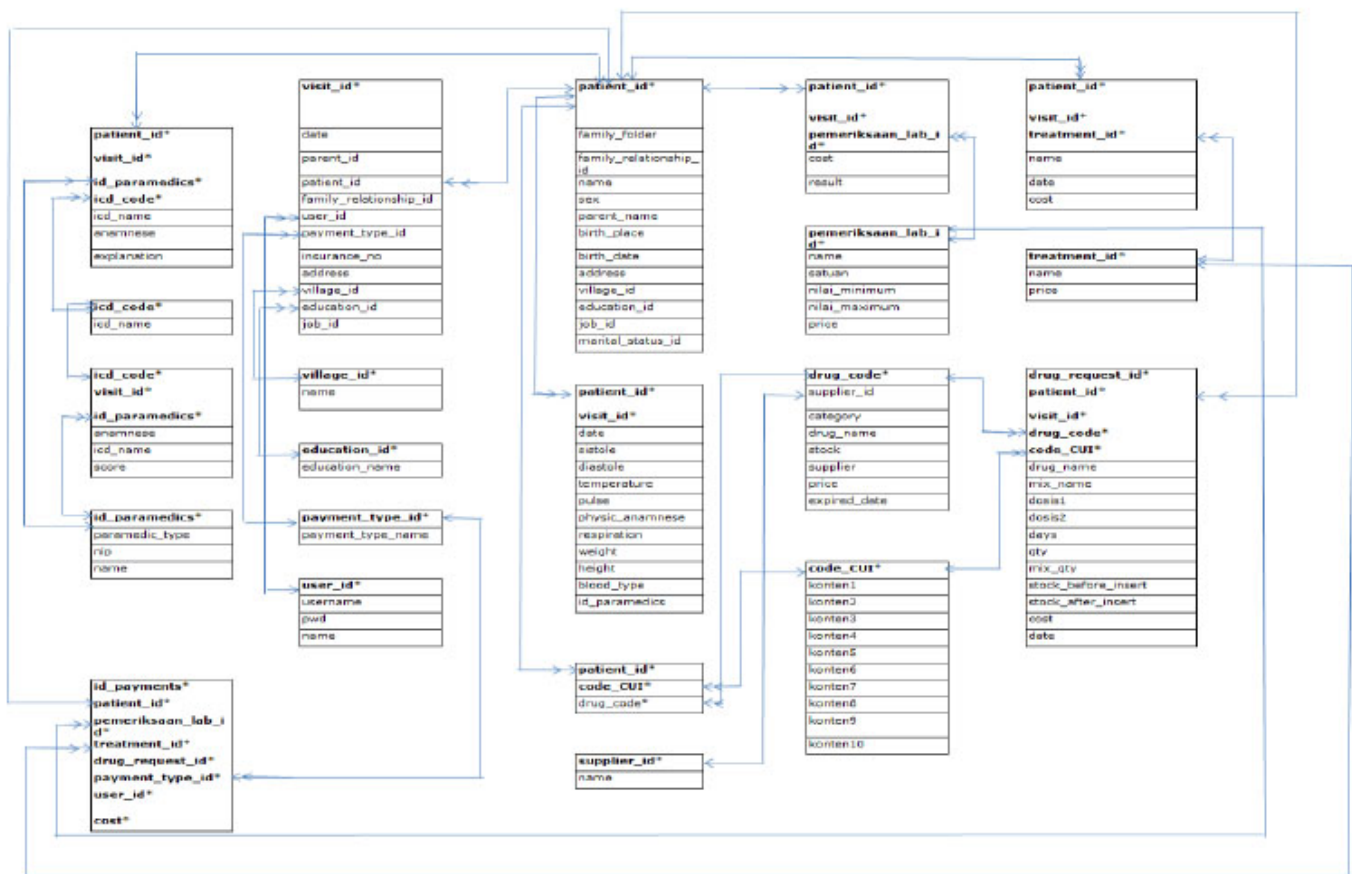 patient_id*
visit_id*
id_paramedics*
icd_code*
icd_name
anamnese
explanation
icd_code*
icd_name
icd_code*
visit_id*
id_paramedics*
anamnese
icd_name
score
id_paramedics*
paramedic_type
nip
name
id_payments*
patient_id*
pemeriksaan_lab_i
d*
treatment_id*
drug_request_id*
payment_type_id*
user_id*
cost*
visit_id*
date
parent_id
patient_id
family_relationship_id
user_id
payment_type_id
insurance_no
address
village_id
education_id
job_id
village_id*
name
education_id*
education_name
payment_type_id*
payment_type_name
user_id*
username
pwd
name
patient_id*
family_folder
family_relationship_
id
name
sex
parent_name
birth_place
birth_date
address
village_id
education_id
job_id
marital_status_id
patient_id*
visit_id*
date
sistole
diastole
temperature
pulse
physic_anamnese
respiration
weight
height
blood_type
id_paramedics
patient_id*
code_CUI*
drug_code*
supplier_id*
name
patient_id*
visit_id*
pemeriksaan_lab_i
d*
cost
result
pemeriksaan_lab_i
d*
name
satuan
nilai_minimum
nilai_maximum
price
drug_code*
supplier_id
category
drug_name
stock
supplier
price
expired_date
code_CUI*
konten1
konten2
konten3
konten4
konten5
konten6
konten7
konten8
konten9
konten10
patient_id*
visit_id*
treatment_id*
name
date
cost
treatment_id*
name
price
drug_request_id*
patient_id*
visit_id*
drug_code*
code_CUI*
drug_name
mix_name
dosis1
dosis2
days
qty
mix_qty
stock_before_insert
stock_after_insert
cost
date